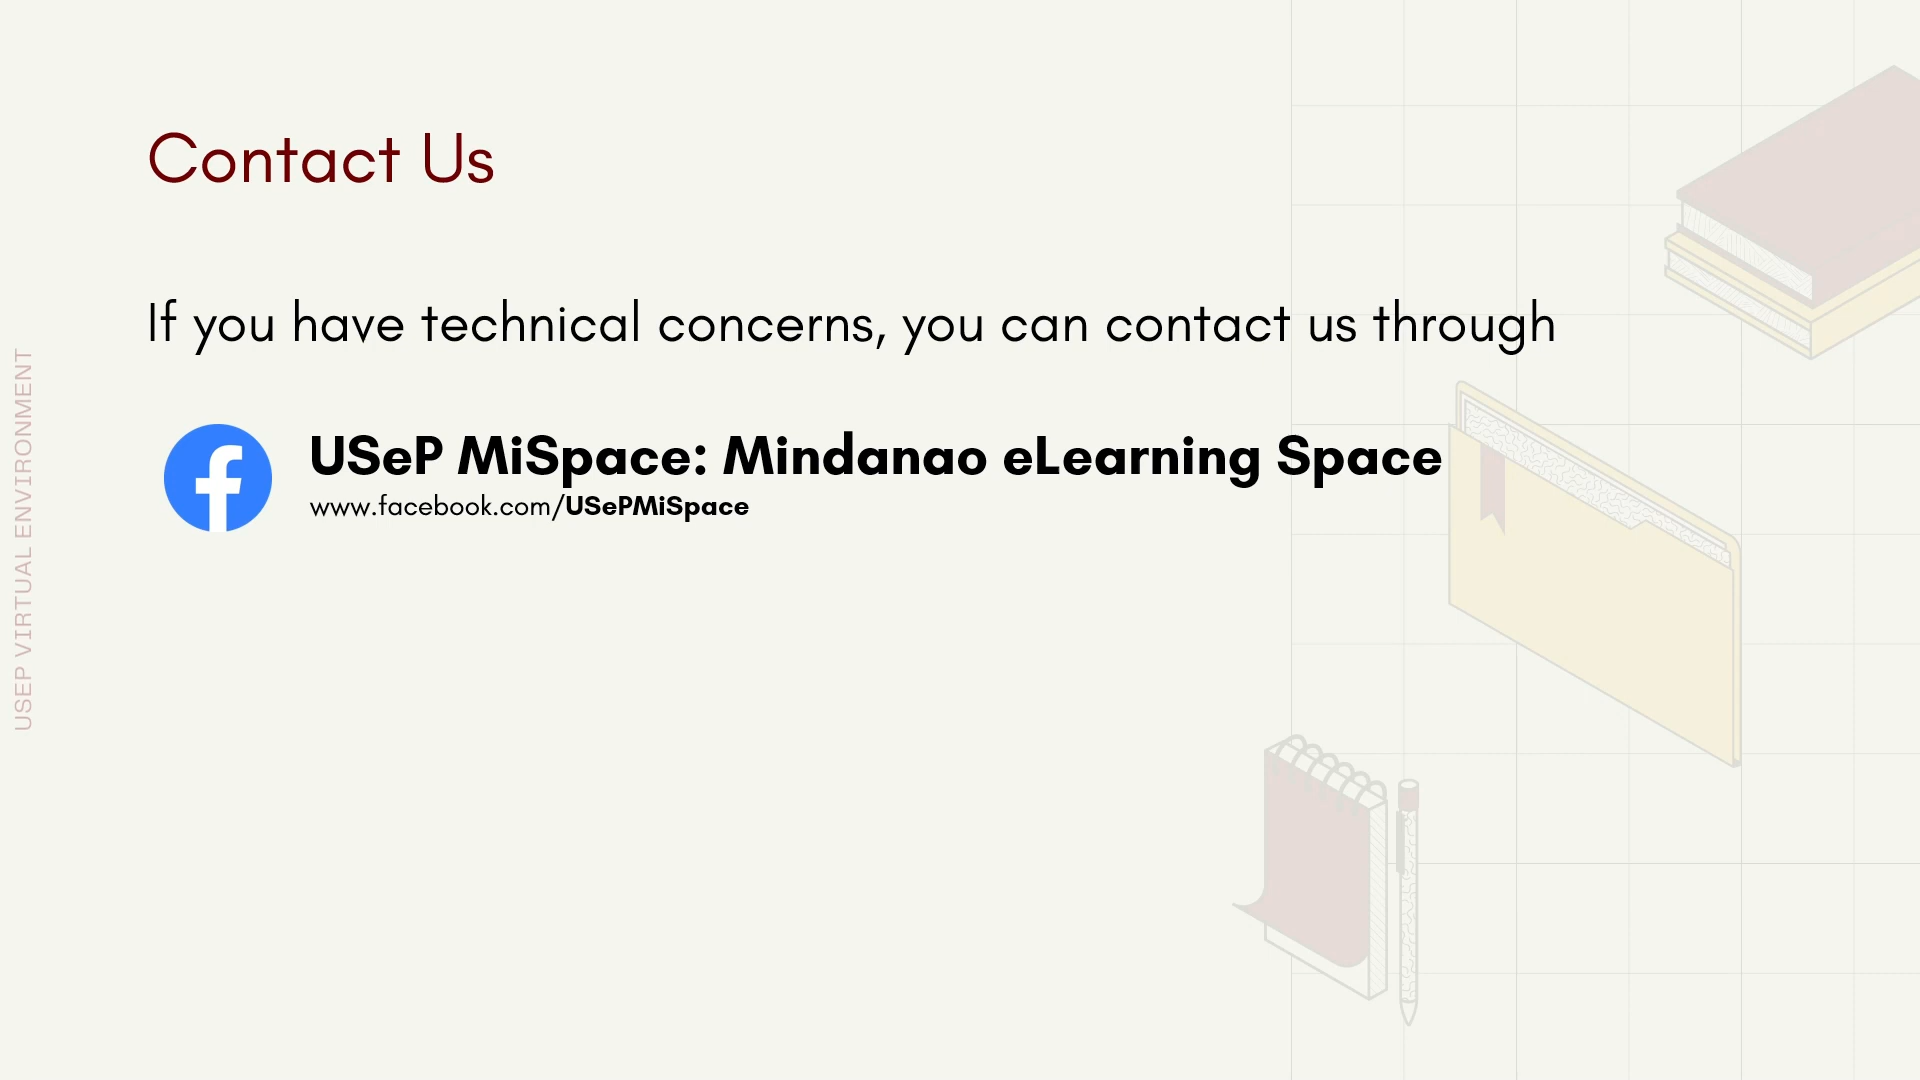 Contact Us
If you have technical concerns, you can contact us through
USeP MiSpace: Mindanao eLearning Space
www.facebook.com/USePMiSpace
USEP VIRTUAL ENVIRONMENT